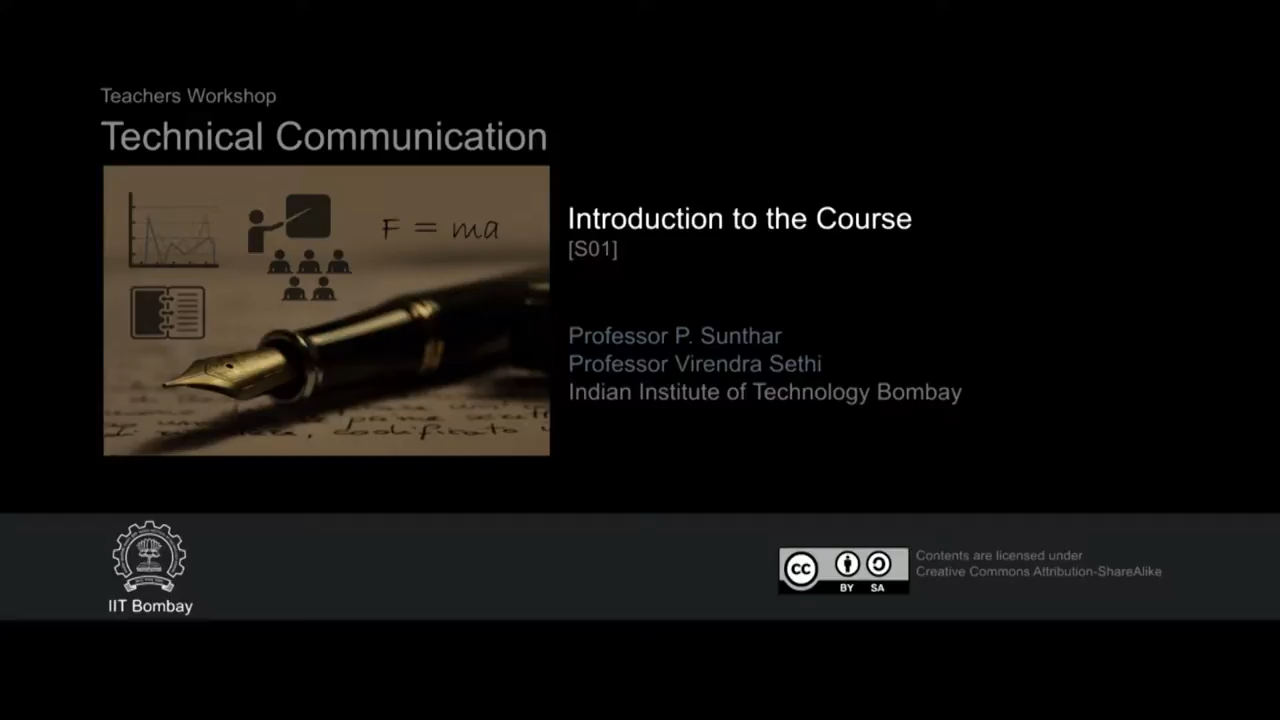 Teachers Workshop
Technical Communication
F = ma
Introduction to the Course
[S01]
Professor P. Sunthar
Professor Virendra Sethi
Indian Institute of Technology Bombay
IIT Bombay
CC BY SA
Contents are licensed under
Creative Commons Attribution-ShareAlike